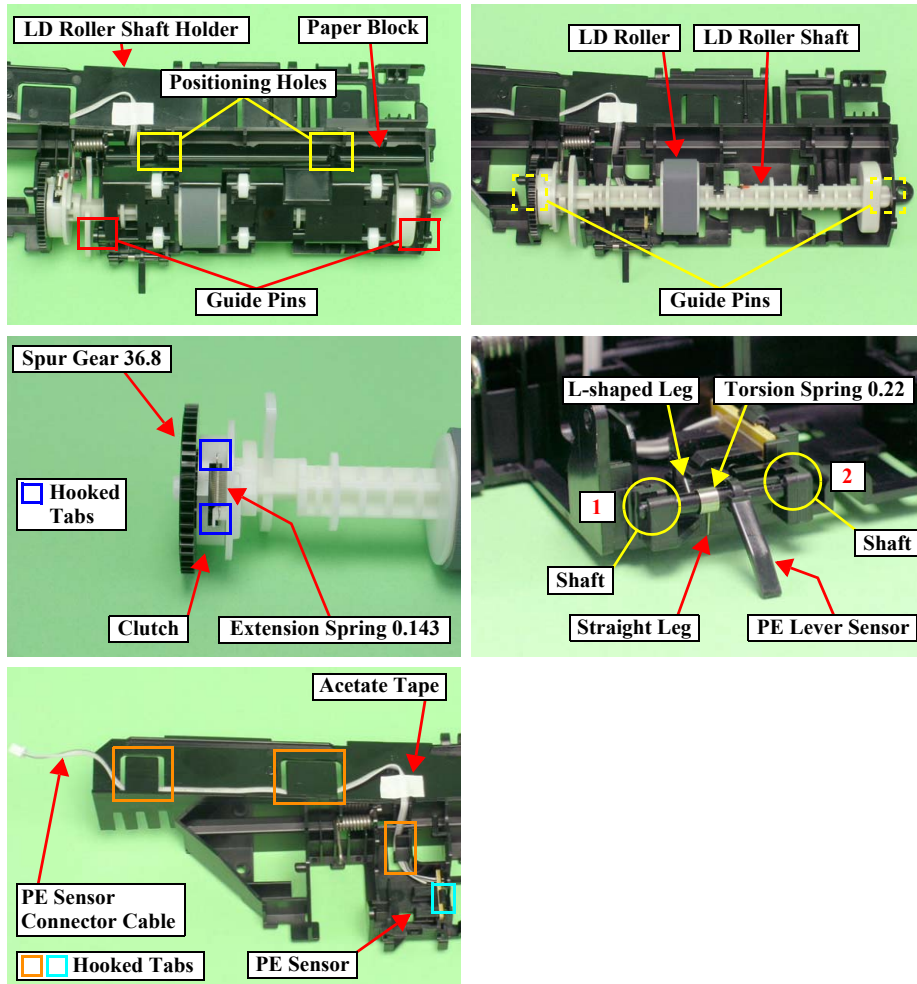 LD Roller Shaft Holder
Paper Block
Positioning Holes
Guide Pins
LD Roller
LD Roller Shaft
Guide Pins
Spur Gear 36.8
Hooked
Tabs
Clutch
Extension Spring 0.143
L-shaped Leg
Torsion Spring 0.22
1
2
Shaft
Shaft
Straight Leg
PE Lever Sensor
Acetate Tape
PE Sensor
Connector Cable
Hooked Tabs
PE Sensor